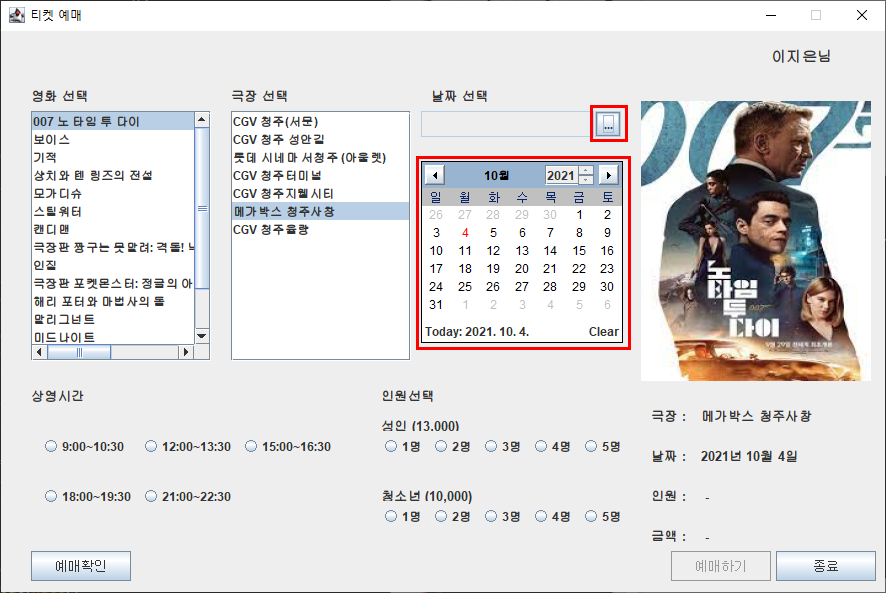 티켓 예매
이지은님
영화 선택
007 노 타임 투 다이
보이스
기적
샹치와 텐 링즈의 전설
모가디슈
스틸워터
캔디맨
극장판 짱구는 못말려: 격돌!
인질
극장판 포켓몬스터: 정글의 아
해리 포터와 마법사의 돌
말리그넌트
미드나이트
극장 선택
CGV 청주(서문)
CGV 청주 성안길
롯데 시네마 서청주(아울렛)
CGV 청주터미널
CGV 청주지웰시티
메가박스 청주사창
CGV 청주율량
날짜 선택
...
10월 2021
일 월 화 수 목 금 토
26 27 28 29 30 1 2
3 4 5 6 7 8 9
10 11 12 13 14 15 16
17 18 19 20 21 22 23
24 25 26 27 28 29 30
31 1 2 3 4 5 6
Today: 2021. 10. 4. Clear
007
노
타임
투
다이
007
9월 29일 전세계 최초개봉
상영시간
9:00~10:30 12:00~13:30 15:00~16:30
18:00~19:30 21:00~22:30
인원선택
성인 (13,000)
1명 2명 3명 4명 5명
청소년 (10,000)
1명 2명 3명 4명 5명
극장 : 메가박스 청주사창
날짜 : 2021년 10월 4일
인원 : -
금액 : -
예매확인
예매하기
종료